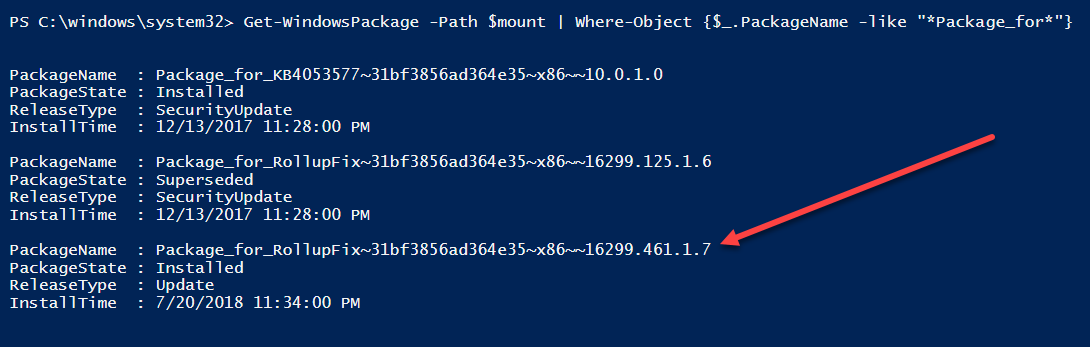 PS C:\windows\system32> Get-WindowsPackage -Path $mount | Where-Object {$_.PackageName -like "*Package_for*"}
PackageName  : Package_for_KB4053577~31bf3856ad364e35~x86~~10.0.1.0
PackageState : Installed
ReleaseType  : SecurityUpdate
InstallTime  : 12/13/2017 11:28:00 PM
PackageName  : Package_for_RollupFix~31bf3856ad364e35~x86~~16299.125.1.6
PackageState : Superseded
ReleaseType  : SecurityUpdate
InstallTime  : 12/13/2017 11:28:00 PM
PackageName  : Package_for_RollupFix~31bf3856ad364e35~x86~~16299.461.1.7
PackageState : Installed
ReleaseType  : Update
InstallTime  : 7/20/2018 11:34:00 PM